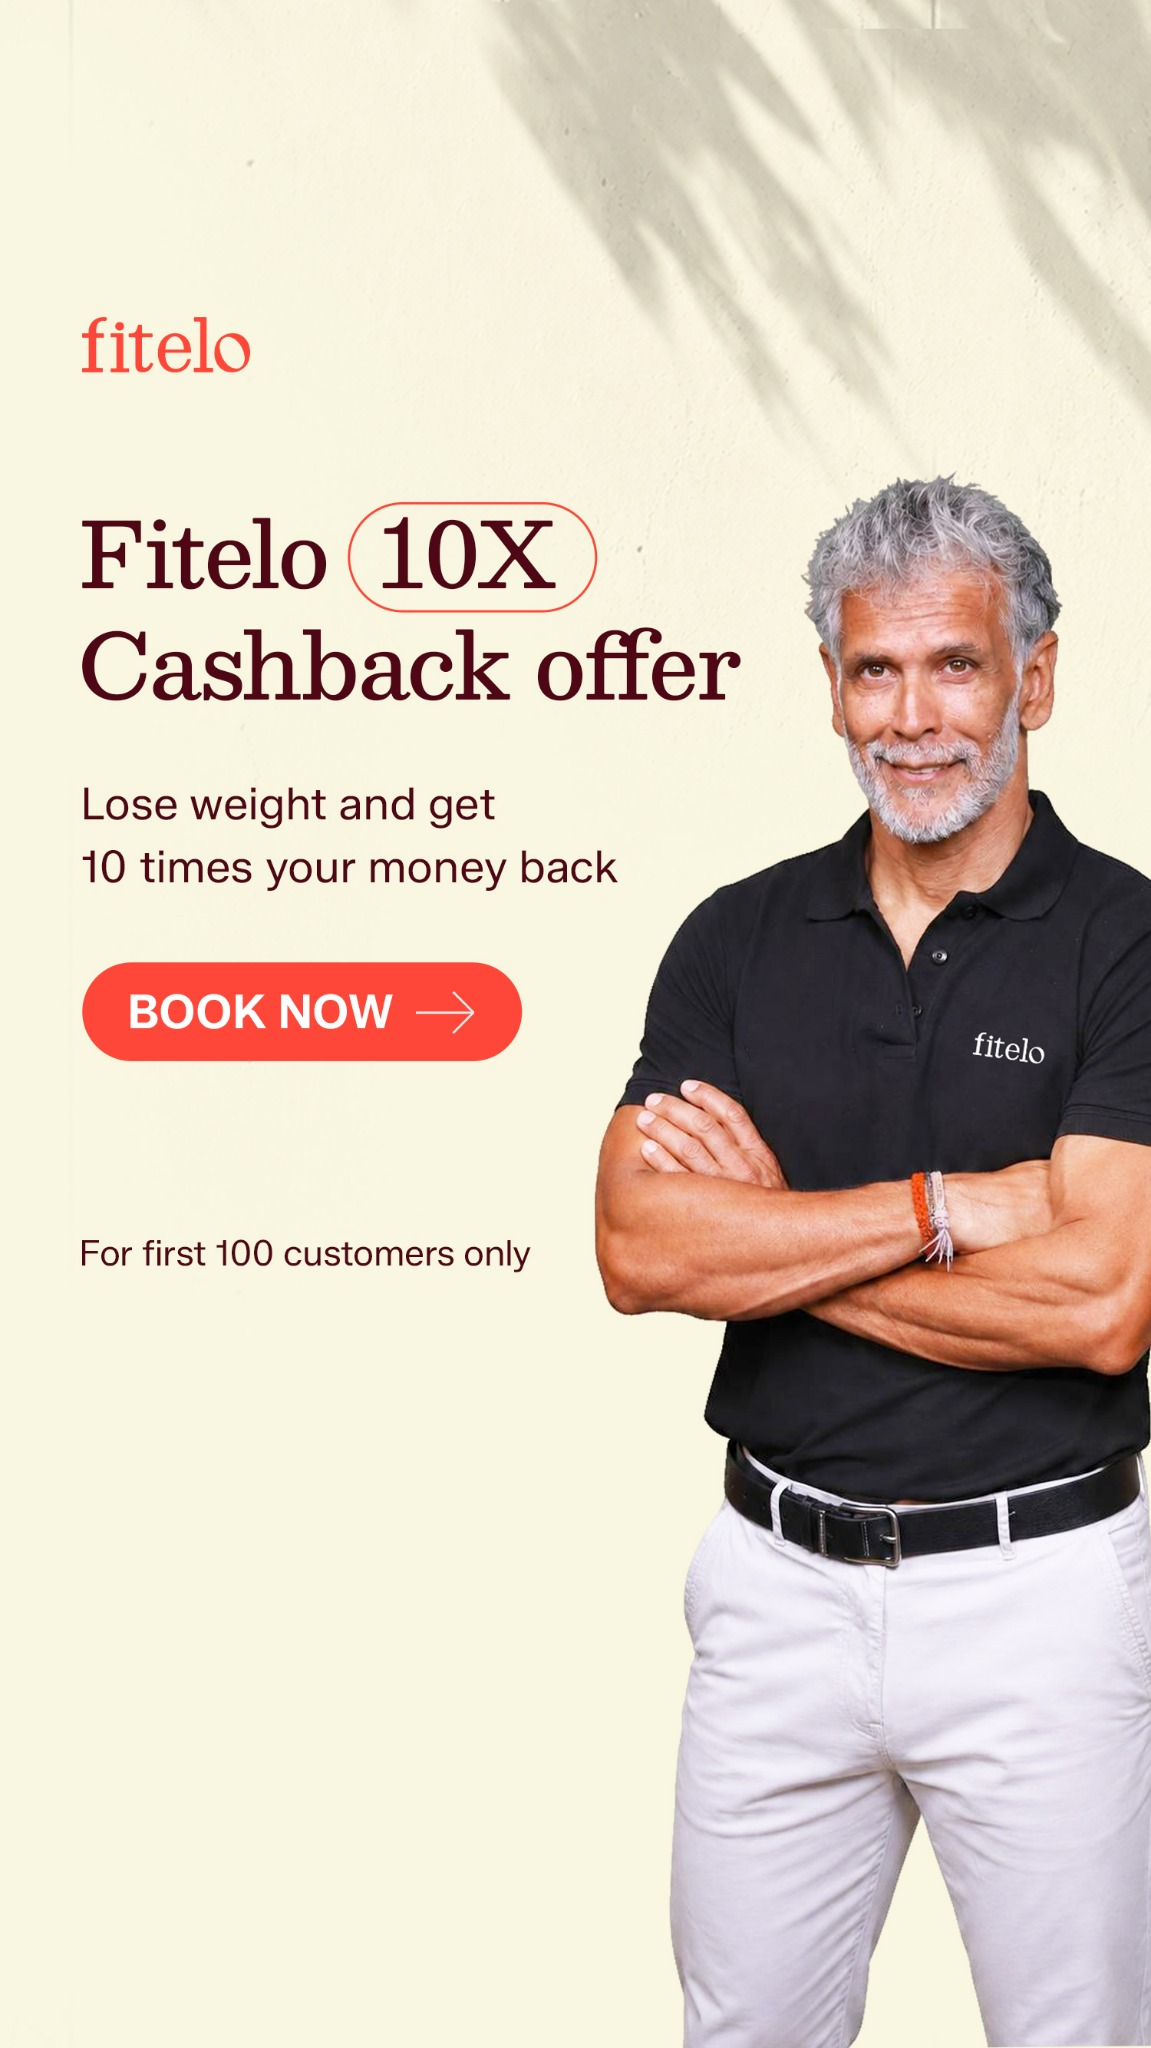 fitelo
Fitelo 10X
Cashback offer
Lose weight and get
10 times your money back
BOOK NOW
fitelo
For first 100 customers only